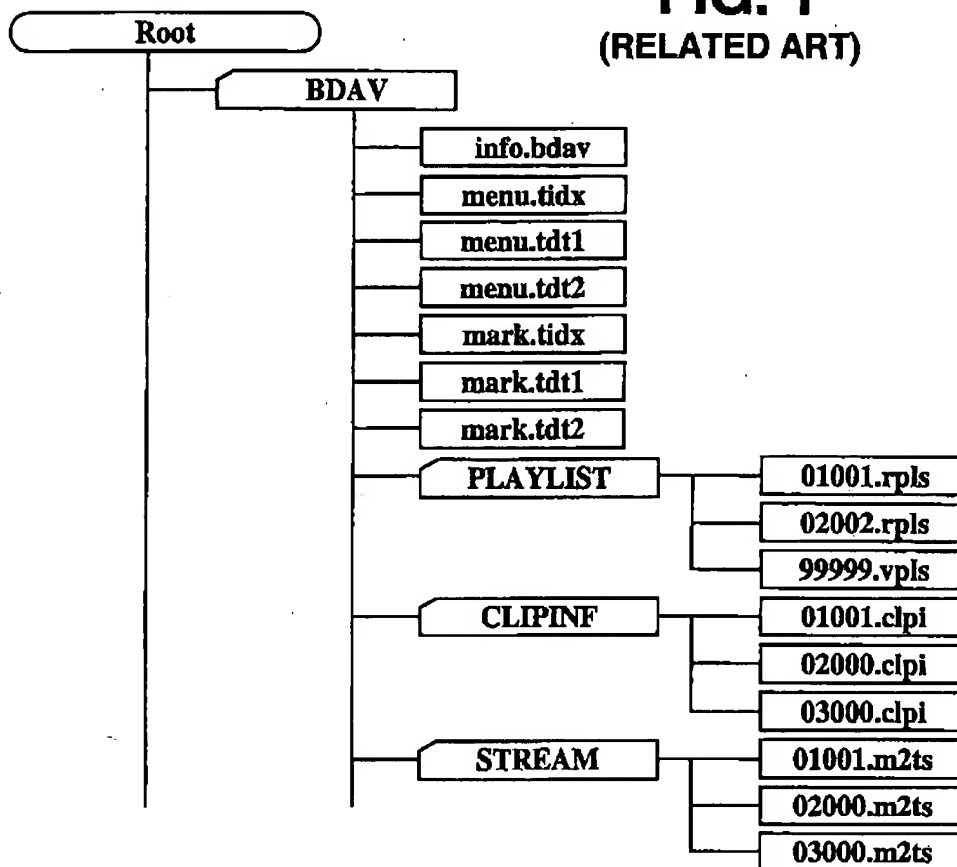 FIG. 1
(RELATED ART)
Root
BDAV
info.bdav
menu.tidx
menu.tdt1
menu.tdt2
mark.tidx
mark.tdt1
mark.tdt2
PLAYLIST
01001.rpls
02002.rpls
99999.vpls
CLIPINF
01001.clpi
02000.clpi
03000.clpi
STREAM
01001.m2ts
02000.m2ts
03000.m2ts